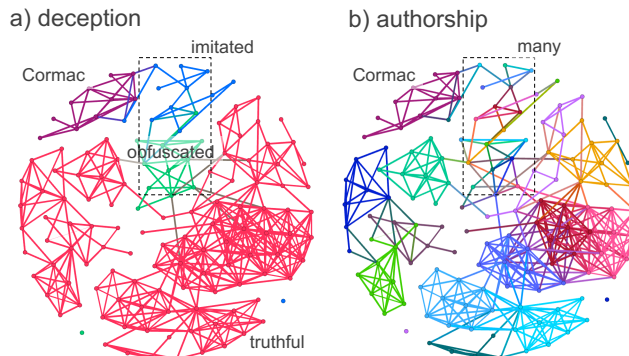 a) deception
imitated
Cormac
obfuscated
truthful
b) authorship
many
Cormac